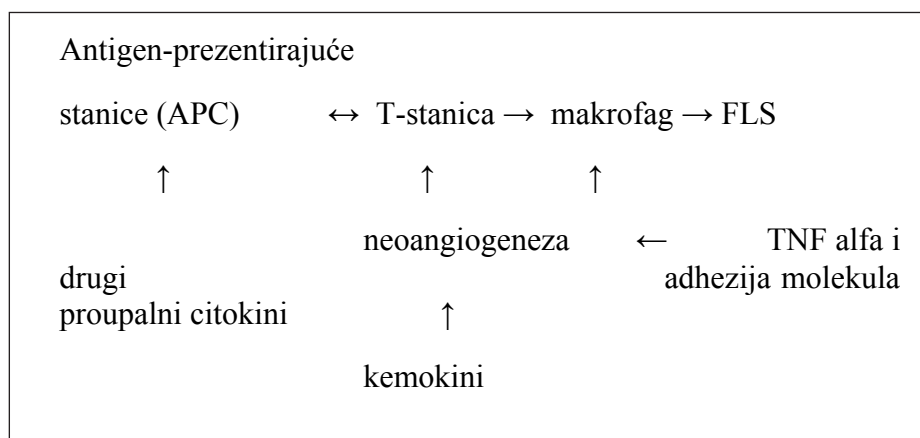 Antigen-prezentirajuće
stanice (APC) ↔ T-stanica → makrofag → FLS
↑ ↑ ↑
neoangiogeneza ← TNF alfa i
drugi adhezija molekula
proupalni citokini ↑
kemokini